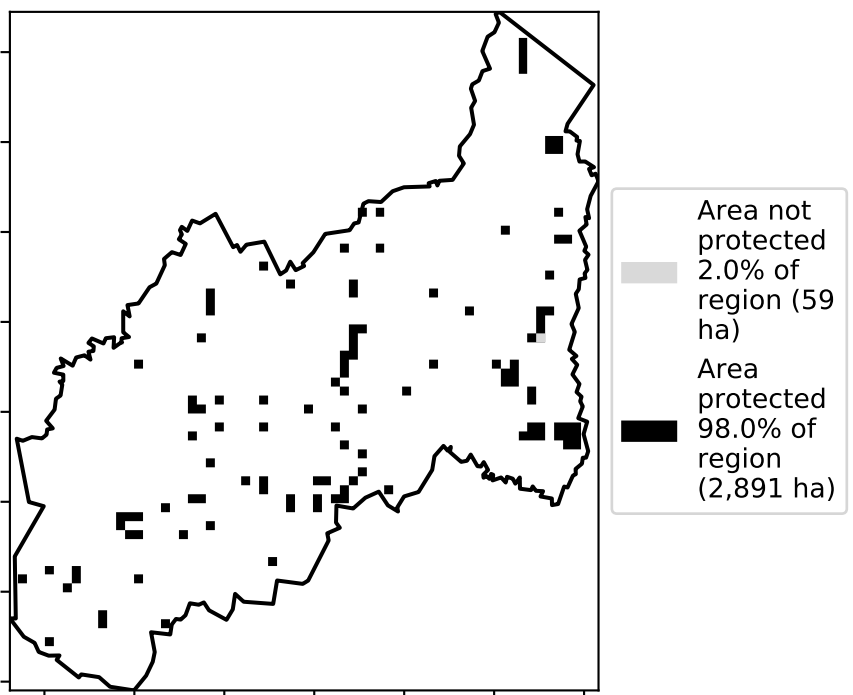 Area not
protected
2.0% of
region (59
ha)
Area
protected
98.0% of
region
(2,891 ha)